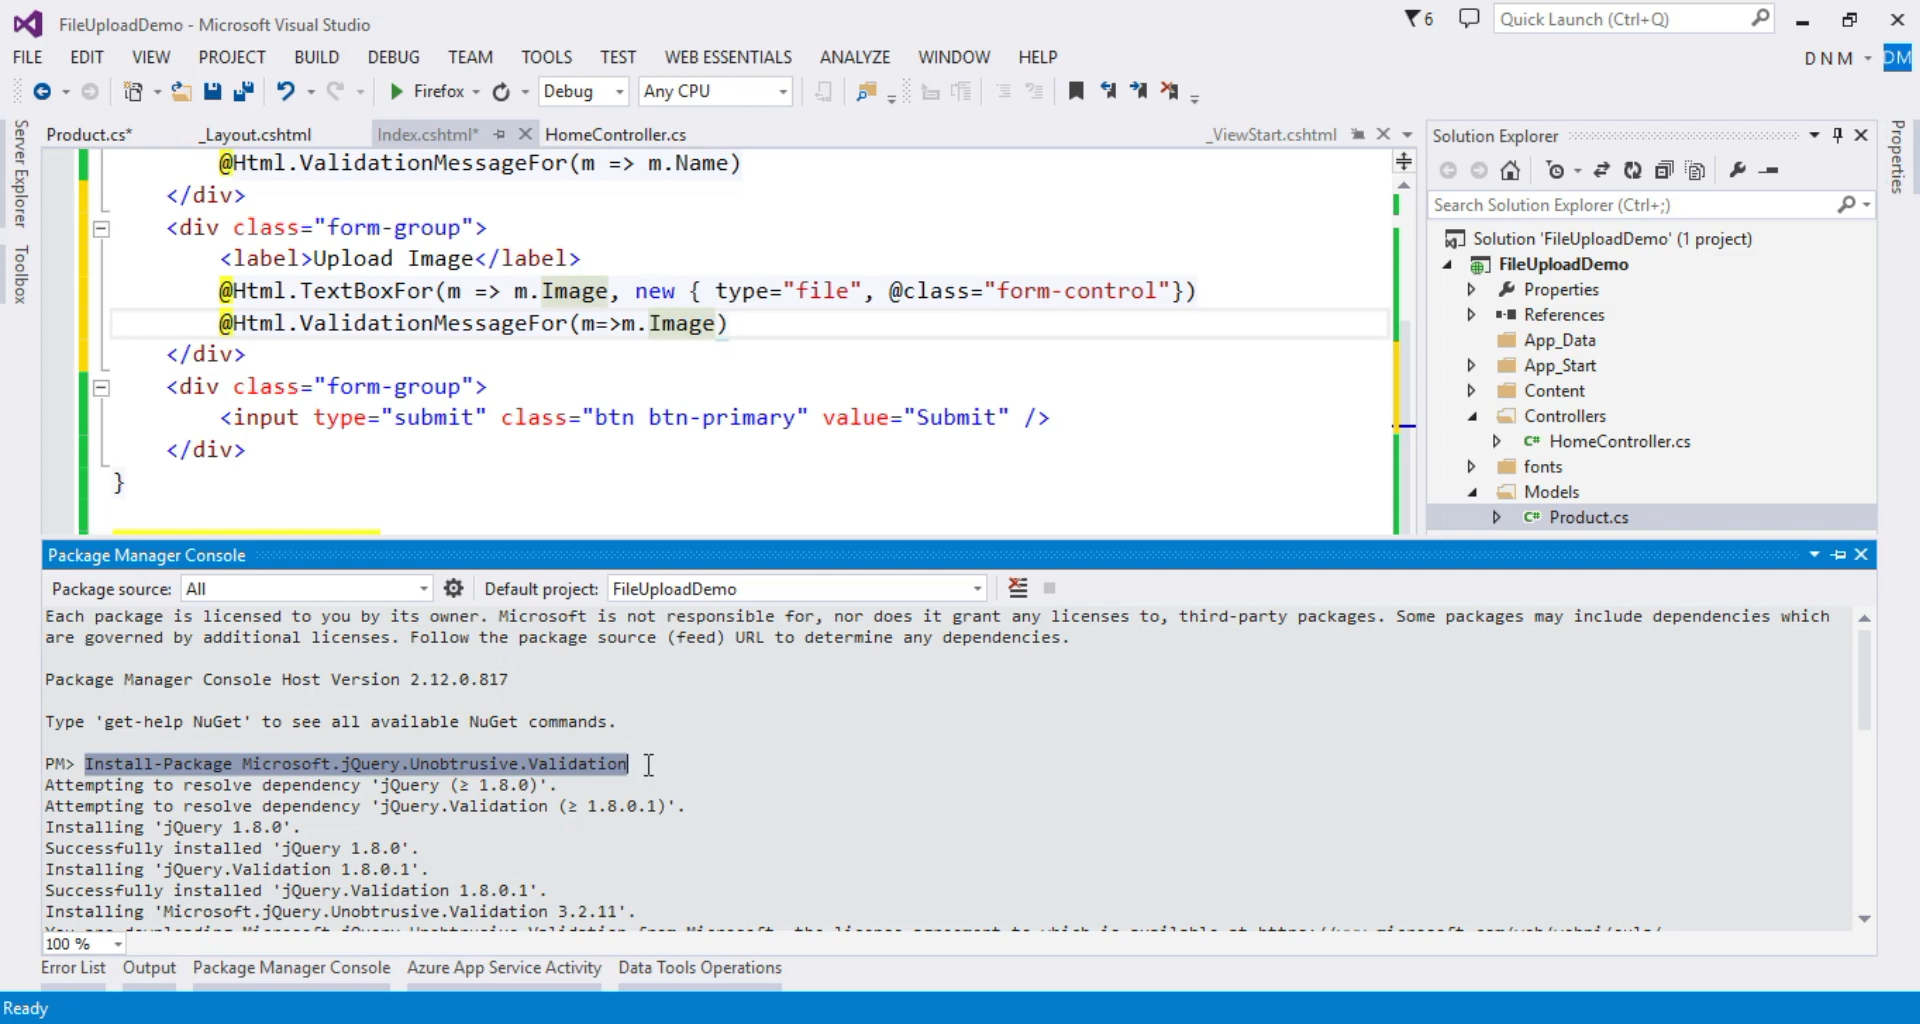 FileUploadDemo - Microsoft Visual Studio
6
Quick Launch (Ctrl+Q)
FILE EDIT VIEW PROJECT BUILD DEBUG TEAM TOOLS TEST WEB ESSENTIALS ANALYZE WINDOW HELP
D N M
DM
Firefox
Debug
Any CPU
Server Explorer
Toolbox
Product.cs*
_Layout.cshtml
Index.cshtml*
HomeController.cs
_ViewStart.cshtml
@Html.ValidationMessageFor(m => m.Name)
</div>
<div class="form-group">
<label>Upload Image</label>
@Html.TextBoxFor(m => m.Image, new { type="file", @class="form-control"})
@Html.ValidationMessageFor(m=>m.Image)
</div>
<div class="form-group">
<input type="submit" class="btn btn-primary" value="Submit" />
</div>
}
Solution Explorer
Search Solution Explorer (Ctrl+;)
Solution 'FileUploadDemo' (1 project)
FileUploadDemo
Properties
References
App_Data
App_Start
Content
Controllers
C# HomeController.cs
fonts
Models
C# Product.cs
Properties
Package Manager Console
Package source: All
Default project: FileUploadDemo
Each package is licensed to you by its owner. Microsoft is not responsible for, nor does it grant any licenses to, third-party packages. Some packages may include dependencies which
are governed by additional licenses. Follow the package source (feed) URL to determine any dependencies.
Package Manager Console Host Version 2.12.0.817
Type 'get-help NuGet' to see all available NuGet commands.
PM> Install-Package Microsoft.jQuery.Unobtrusive.Validation
Attempting to resolve dependency 'jQuery (≥ 1.8.0)'.
Attempting to resolve dependency 'jQuery.Validation (≥ 1.8.0.1)'.
Installing 'jQuery 1.8.0'.
Successfully installed 'jQuery 1.8.0'.
Installing 'jQuery.Validation 1.8.0.1'.
Successfully installed 'jQuery.Validation 1.8.0.1'.
Installing 'Microsoft.jQuery.Unobtrusive.Validation 3.2.11'.
100 %
Error List
Output
Package Manager Console
Azure App Service Activity
Data Tools Operations
Ready